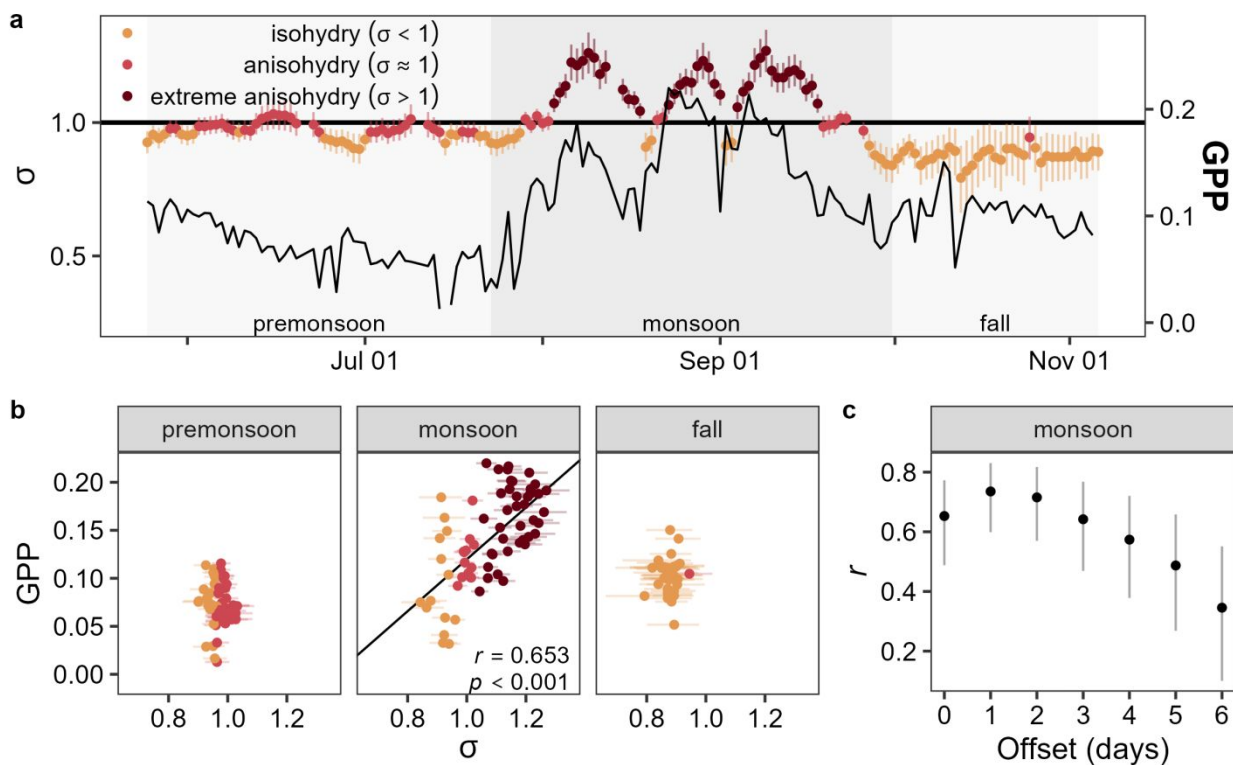 a
isohydry (σ < 1)
anisohydry (σ ≈ 1)
extreme anisohydry (σ > 1)
1.0
0.5
σ
0.2
0.1
0.0
GPP
premonsoon
monsoon
fall
Jul 01
Sep 01
Nov 01
b
premonsoon
monsoon
fall
0.20
0.15
0.10
0.05
0.00
GPP
r = 0.653
p < 0.001
0.8 1.0 1.2
0.8 1.0 1.2
0.8 1.0 1.2
σ
c
monsoon
0.8
0.6
0.4
0.2
r
0 1 2 3 4 5 6
Offset (days)